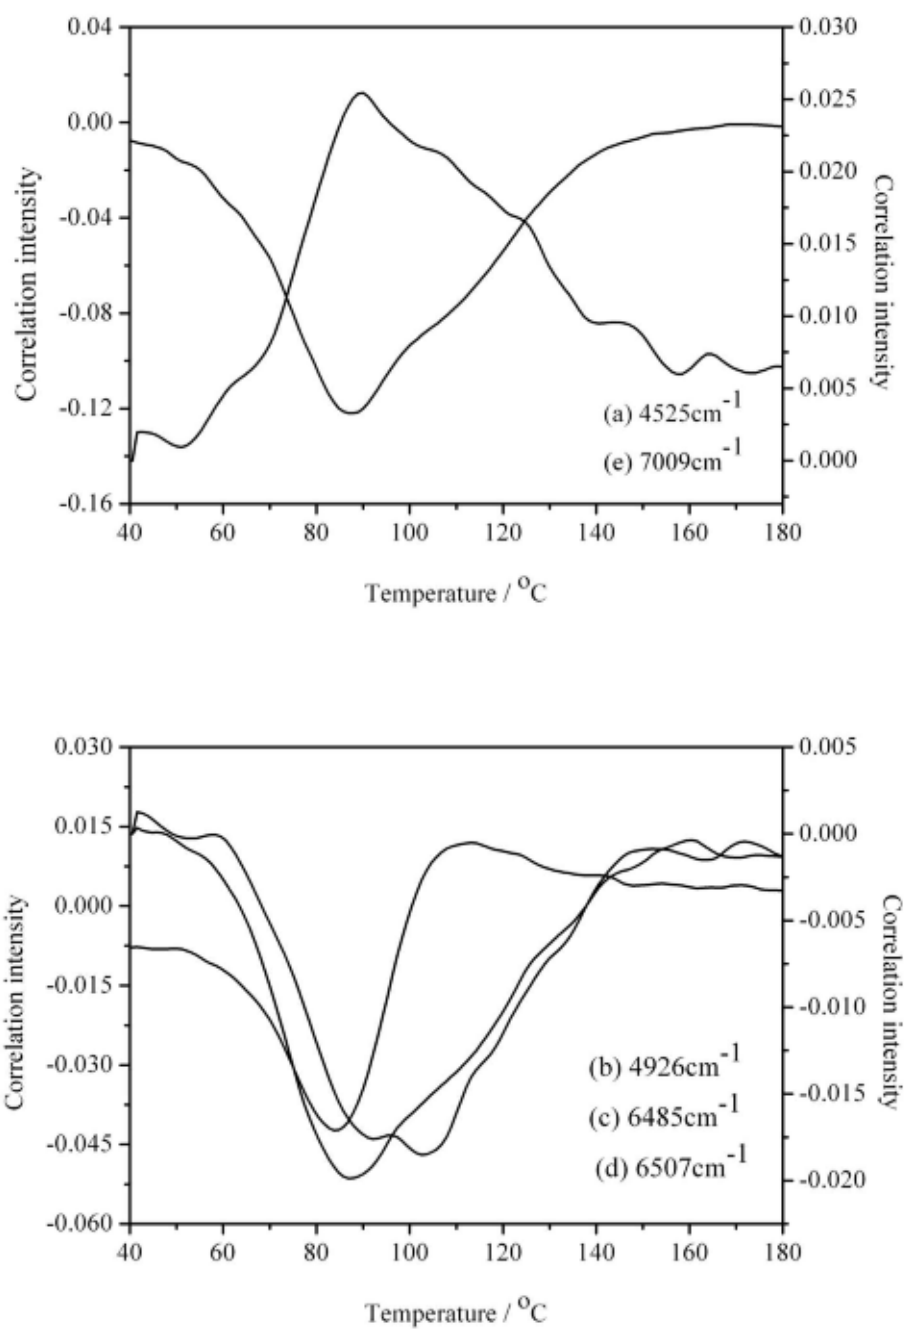 0.04
0.00
-0.04
-0.08
-0.12
-0.16
Correlation intensity
0.030
0.025
0.020
0.015
0.010
0.005
0.000
Correlation intensity
(a) 4525cm-1
(e) 7009cm-1
40 60 80 100 120 140 160 180
Temperature / oC
0.030
0.015
0.000
-0.015
-0.030
-0.045
-0.060
Correlation intensity
0.005
0.000
-0.005
-0.010
-0.015
-0.020
Correlation intensity
(b) 4926cm-1
(c) 6485cm-1
(d) 6507cm-1
40 60 80 100 120 140 160 180
Temperature / oC